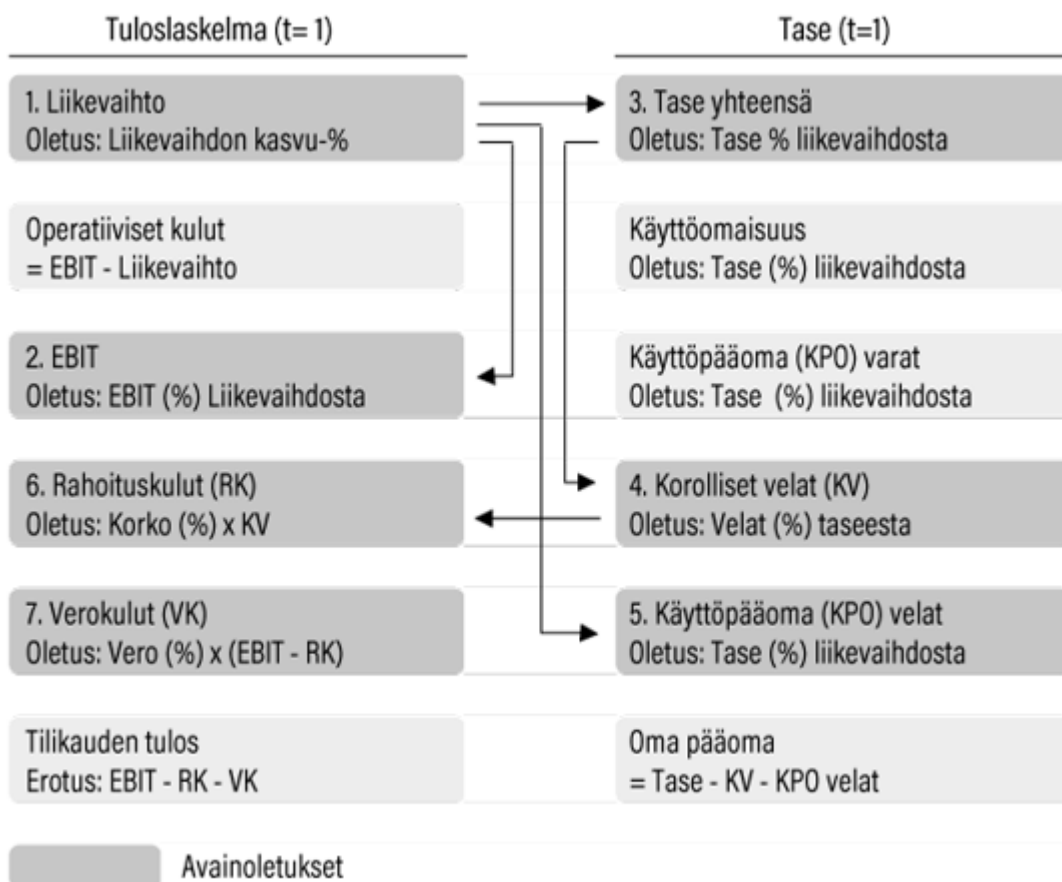 Tuloslaskelma (t= 1)
1. Liikevaihto
Oletus: Liikevaihdon kasvu-%
Operatiiviset kulut
= EBIT - Liikevaihto
2. EBIT
Oletus: EBIT (%) Liikevaihdosta
6. Rahoituskulut (RK)
Oletus: Korko (%) x KV
7. Verokulut (VK)
Oletus: Vero (%) x (EBIT - RK)
Tilikauden tulos
Erotus: EBIT - RK - VK
Tase (t=1)
3. Tase yhteensä
Oletus: Tase % liikevaihdosta
Käyttöomaisuus
Oletus: Tase (%) liikevaihdosta
Käyttöpääoma (KPO) varat
Oletus: Tase (%) liikevaihdosta
4. Korolliset velat (KV)
Oletus: Velat (%) taseesta
5. Käyttöpääoma (KPO) velat
Oletus: Tase (%) liikevaihdosta
Oma pääoma
= Tase - KV - KPO velat
Avainoletukset